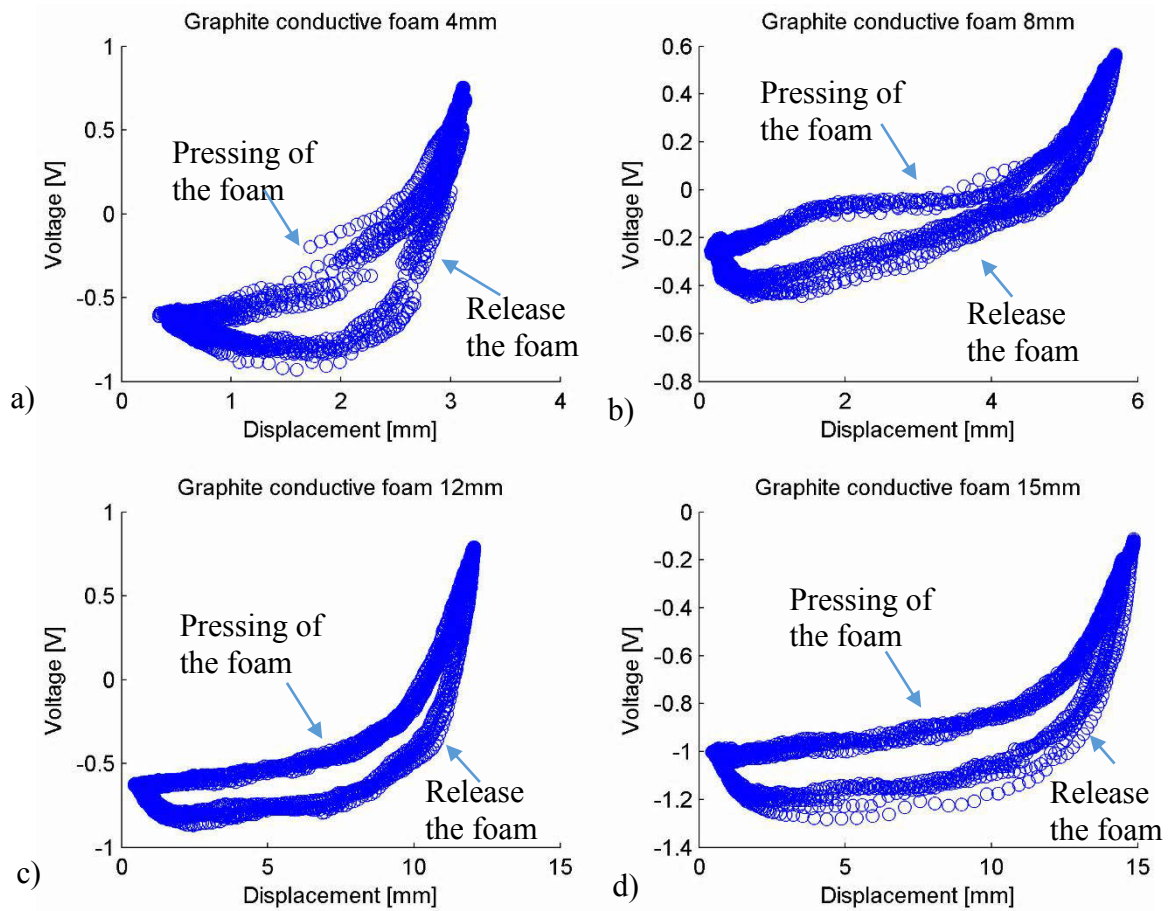 Graphite conductive foam 4mm
1
0.5
0
-0.5
-1
Voltage [V]
Pressing of
the foam
Release
the foam
0 1 2 3 4
Displacement [mm]
a)
Graphite conductive foam 8mm
0.6
0.4
0.2
0
-0.2
-0.4
-0.6
-0.8
Voltage [V]
Pressing of
the foam
Release
the foam
0 2 4 6
Displacement [mm]
b)
Graphite conductive foam 12mm
1
0.5
0
-0.5
-1
Voltage [V]
Pressing of
the foam
Release
the foam
0 5 10 15
Displacement [mm]
c)
Graphite conductive foam 15mm
0
-0.2
-0.4
-0.6
-0.8
-1
-1.2
-1.4
Voltage [V]
Pressing of
the foam
Release
the foam
0 5 10 15
Displacement [mm]
d)